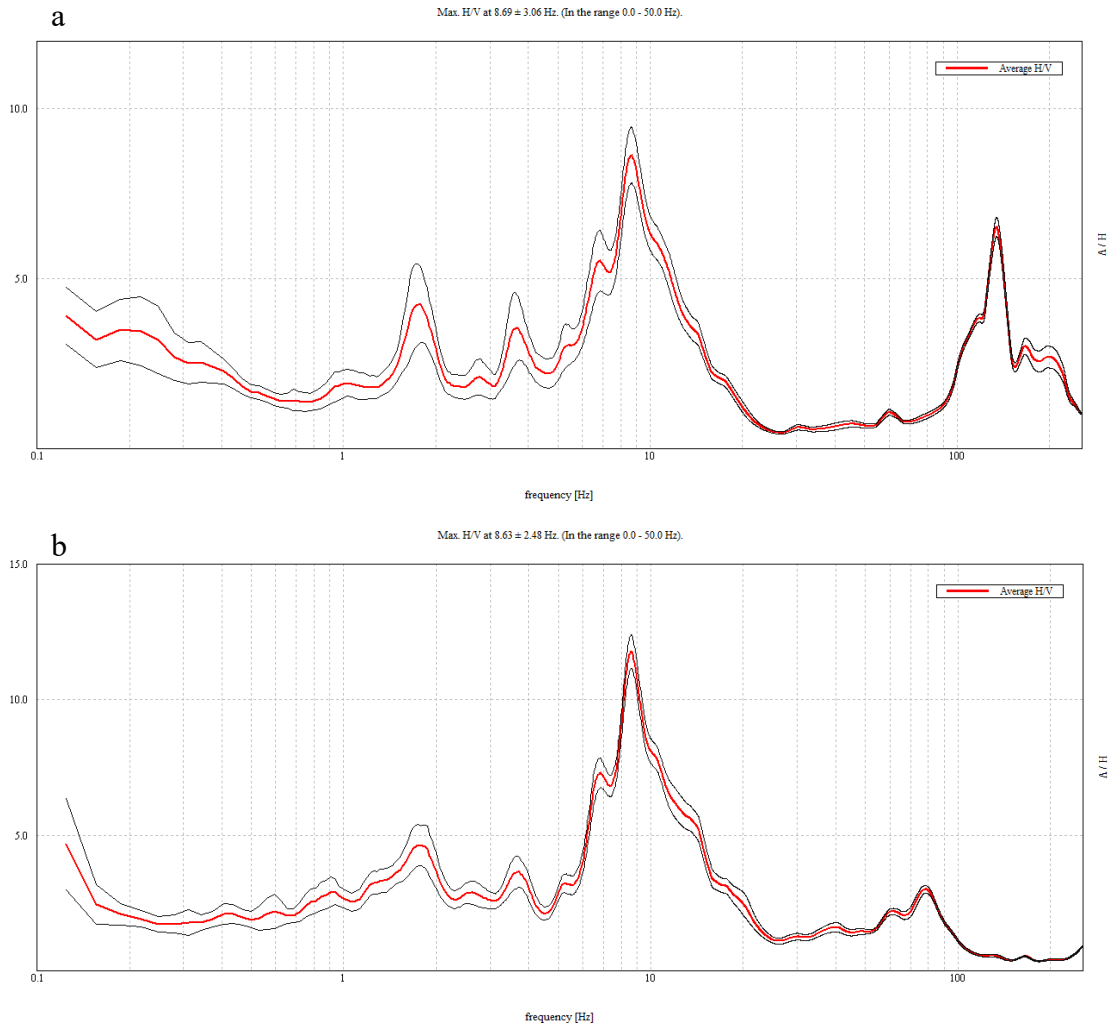 a
Max. H/V at 8.69 ± 3.06 Hz. (In the range 0.0 - 50.0 Hz).
Average H/V
10.0
5.0
H / V
0.1 1 10 100
frequency [Hz]
b
Max. H/V at 8.63 ± 2.48 Hz. (In the range 0.0 - 50.0 Hz).
15.0
Average H/V
10.0
5.0
H / V
0.1 1 10 100
frequency [Hz]